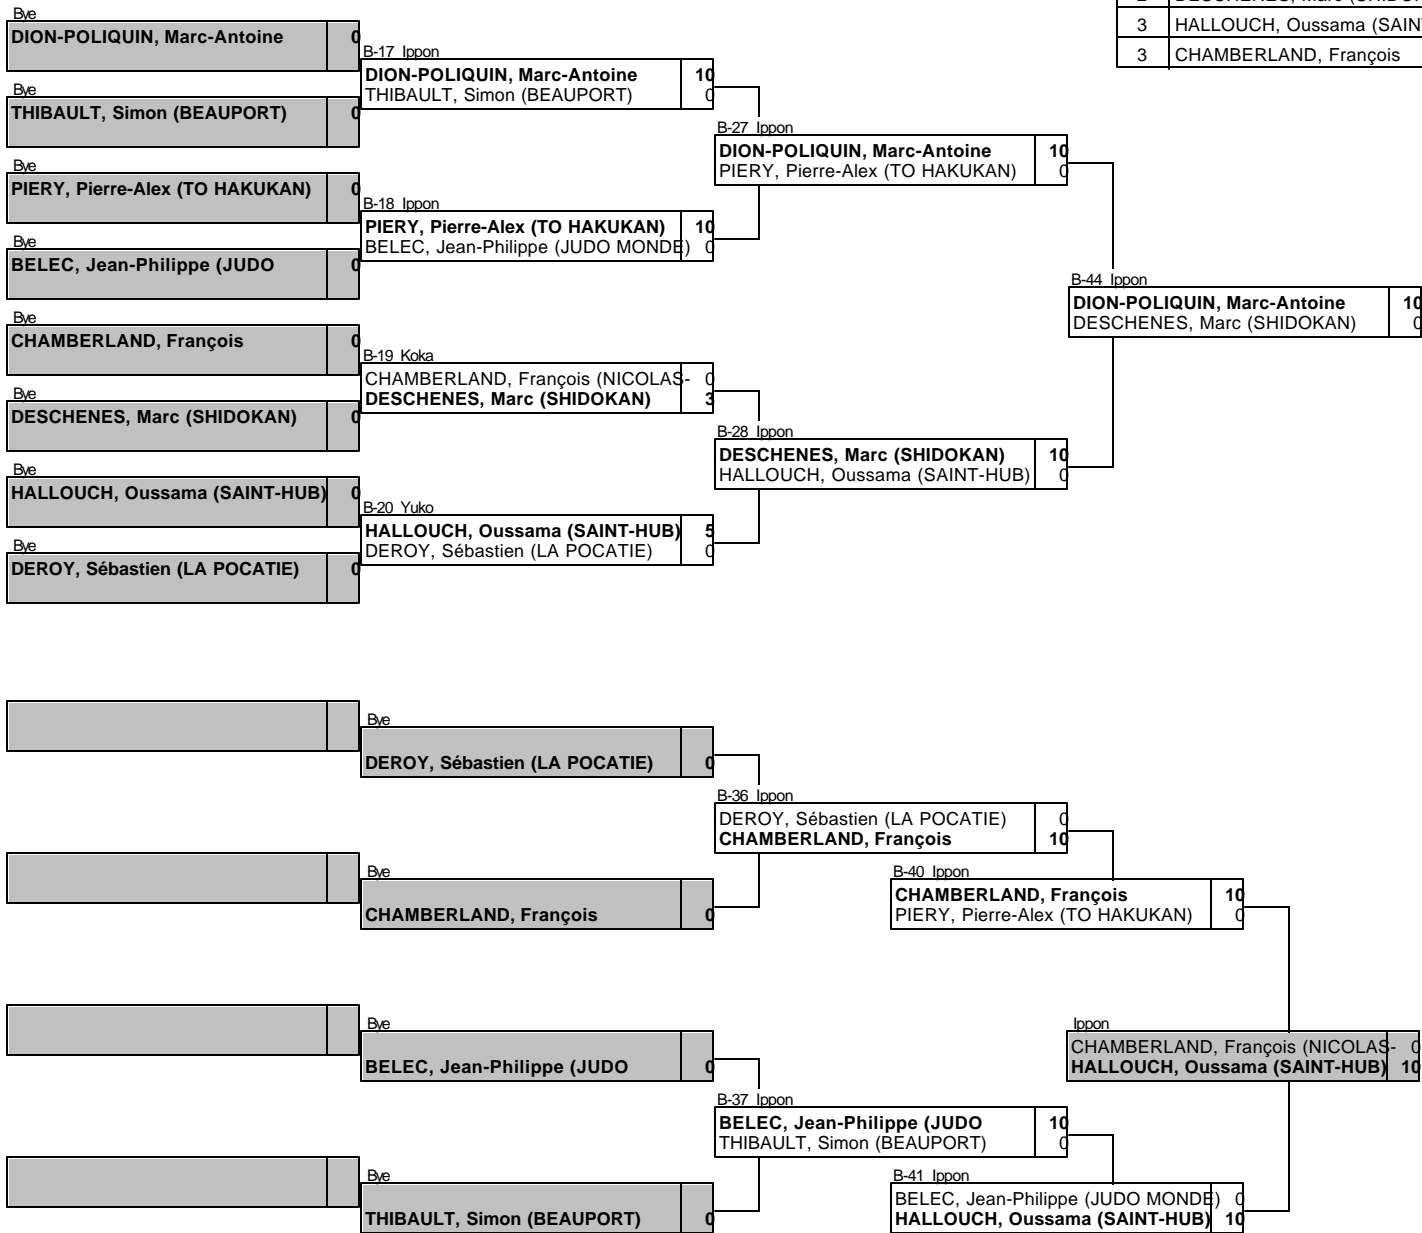 Bye
DION-POLIQUIN, Marc-Antoine 0
Bye
THIBAULT, Simon (BEAUPORT) 0
Bye
PIERY, Pierre-Alex (TO HAKUKAN) 0
Bye
BELEC, Jean-Philippe (JUDO 0
Bye
CHAMBERLAND, François 0
Bye
DESCHENES, Marc (SHIDOKAN) 0
Bye
HALLOUCH, Oussama (SAINT-HUB) 0
Bye
DEROY, Sébastien (LA POCATIE) 0
B-17 Ippon
DION-POLIQUIN, Marc-Antoine 10
THIBAULT, Simon (BEAUPORT) 0
B-18 Ippon
PIERY, Pierre-Alex (TO HAKUKAN) 10
BELEC, Jean-Philippe (JUDO MONDE) 0
B-19 Koka
CHAMBERLAND, François (NICOLAS- 0
DESCHENES, Marc (SHIDOKAN) 3
B-20 Yuko
HALLOUCH, Oussama (SAINT-HUB) 5
DEROY, Sébastien (LA POCATIE) 0
B-27 Ippon
DION-POLIQUIN, Marc-Antoine 10
PIERY, Pierre-Alex (TO HAKUKAN) 0
B-28 Ippon
DESCHENES, Marc (SHIDOKAN) 10
HALLOUCH, Oussama (SAINT-HUB) 0
3 HALLOUCH, Oussama (SAIN
3 CHAMBERLAND, François
B-44 Ippon
DION-POLIQUIN, Marc-Antoine 10
DESCHENES, Marc (SHIDOKAN) 0
Bye
DEROY, Sébastien (LA POCATIE) 0
Bye
CHAMBERLAND, François 0
Bye
BELEC, Jean-Philippe (JUDO 0
Bye
THIBAULT, Simon (BEAUPORT) 0
B-36 Ippon
DEROY, Sébastien (LA POCATIE) 0
CHAMBERLAND, François 10
B-37 Ippon
BELEC, Jean-Philippe (JUDO 10
THIBAULT, Simon (BEAUPORT) 0
B-40 Ippon
CHAMBERLAND, François 10
PIERY, Pierre-Alex (TO HAKUKAN) 0
B-41 Ippon
BELEC, Jean-Philippe (JUDO MONDE) 0
HALLOUCH, Oussama (SAINT-HUB) 10
Ippon
CHAMBERLAND, François (NICOLAS- 0
HALLOUCH, Oussama (SAINT-HUB) 10